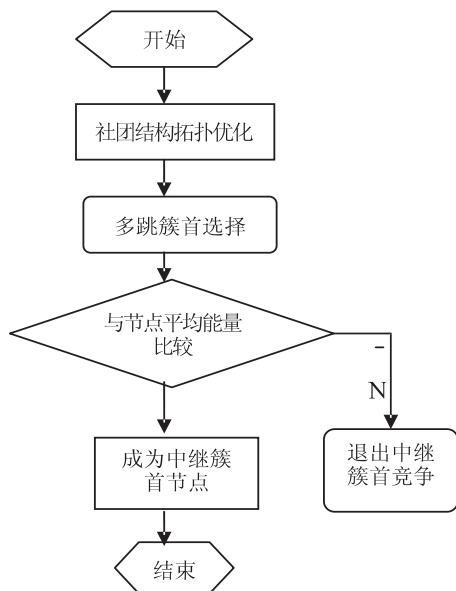 开始
社团结构拓扑优化
多跳簇首选择
与节点平均能量
比较
N
成为中继簇
首节点
退出中继
簇首竞争
结束